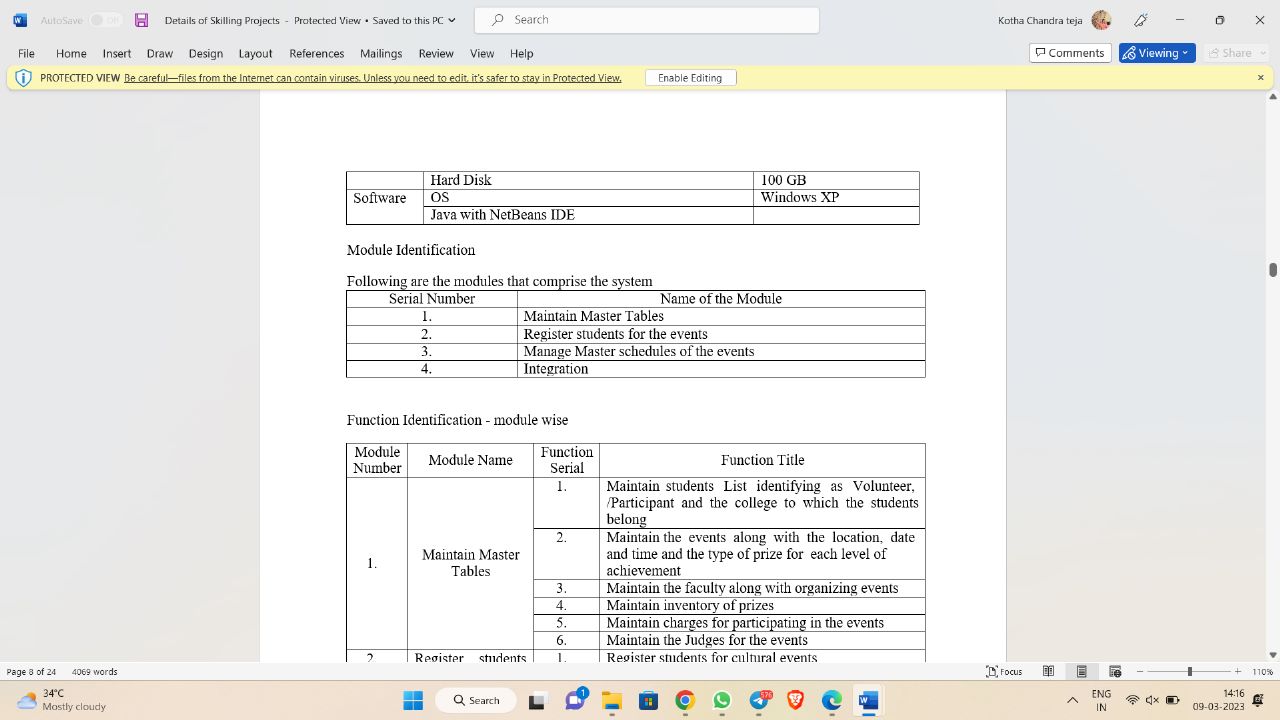 AutoSave Off Details of Skilling Projects - Protected View • Saved to this PC Search Kotha Chandra teja
File Home Insert Draw Design Layout References Mailings Review View Help Comments Viewing Share
PROTECTED VIEW Be careful—files from the Internet can contain viruses. Unless you need to edit, it's safer to stay in Protected View. Enable Editing
Hard Disk 100 GB
Software OS Windows XP
Java with NetBeans IDE
Module Identification
Following are the modules that comprise the system
Serial Number Name of the Module
1. Maintain Master Tables
2. Register students for the events
3. Manage Master schedules of the events
4. Integration
Function Identification - module wise
Module Number Module Name Function Serial Function Title
1. Maintain Master Tables
1. Maintain students List identifying as Volunteer,
/Participant and the college to which the students
belong
2. Maintain the events along with the location, date
and time and the type of prize for each level of
achievement
3. Maintain the faculty along with organizing events
4. Maintain inventory of prizes
5. Maintain charges for participating in the events
6. Maintain the Judges for the events
2. Register students 1. Register students for cultural events
Page 8 of 24 4069 words Focus 110%
34°C
Mostly cloudy
Search
1
576
ENG
IN
14:16
09-03-2023